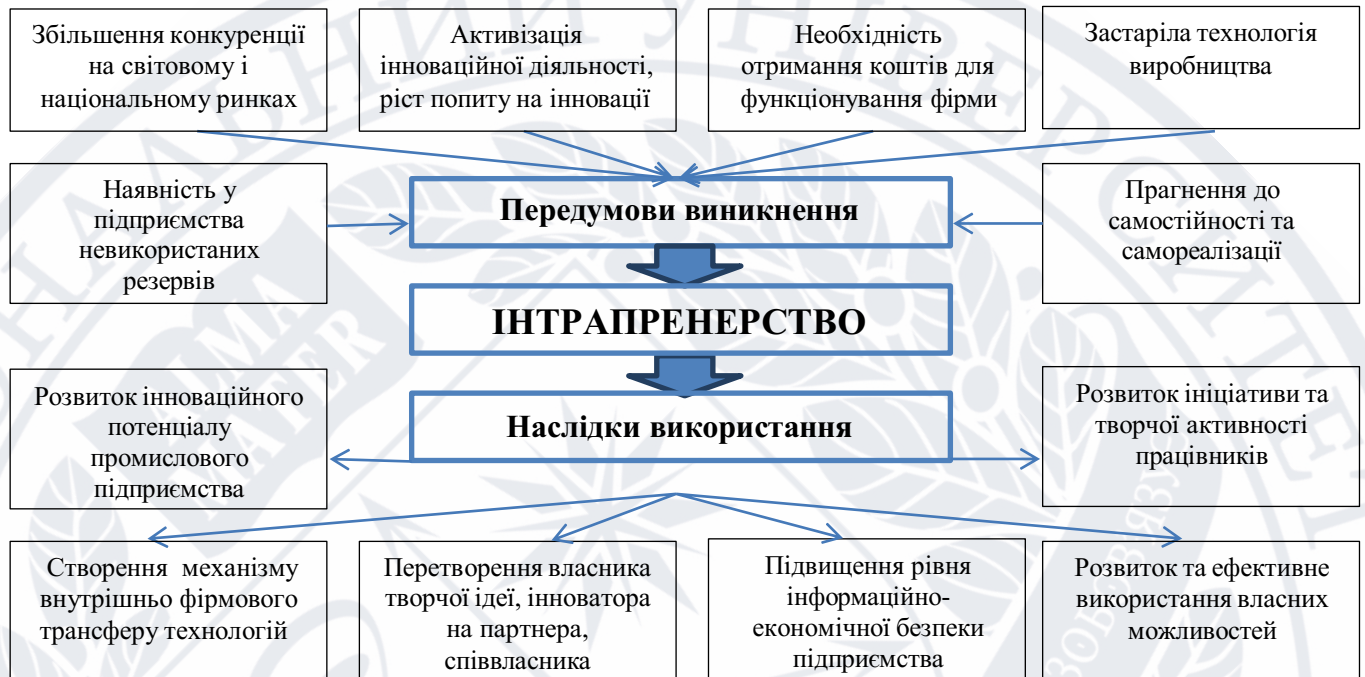 Збільшення конкуренції
на світовому і
національному ринках
Активізація
інноваційної діяльності,
ріст попиту на інновації
Необхідність
отримання коштів для
функціонування фірми
Застаріла технологія
виробництва
Наявність у
підприємства
невикористаних
резервів
Передумови виникнення
Прагнення до
самостійності та
самореалізації
ІНТРАПРЕНЕРСТВО
Розвиток інноваційного
потенціалу
промислового
підприємства
Наслідки використання
Розвиток ініціативи та
творчої активності
працівників
Створення механізму
внутрішньо фірмового
трансферу технологій
Перетворення власника
творчої ідеї, інноватора
на партнера,
співвласника
Підвищення рівня
інформаційно-
економічної безпеки
підприємства
Розвиток та ефективне
використання власних
можливостей
ALMA
MATER